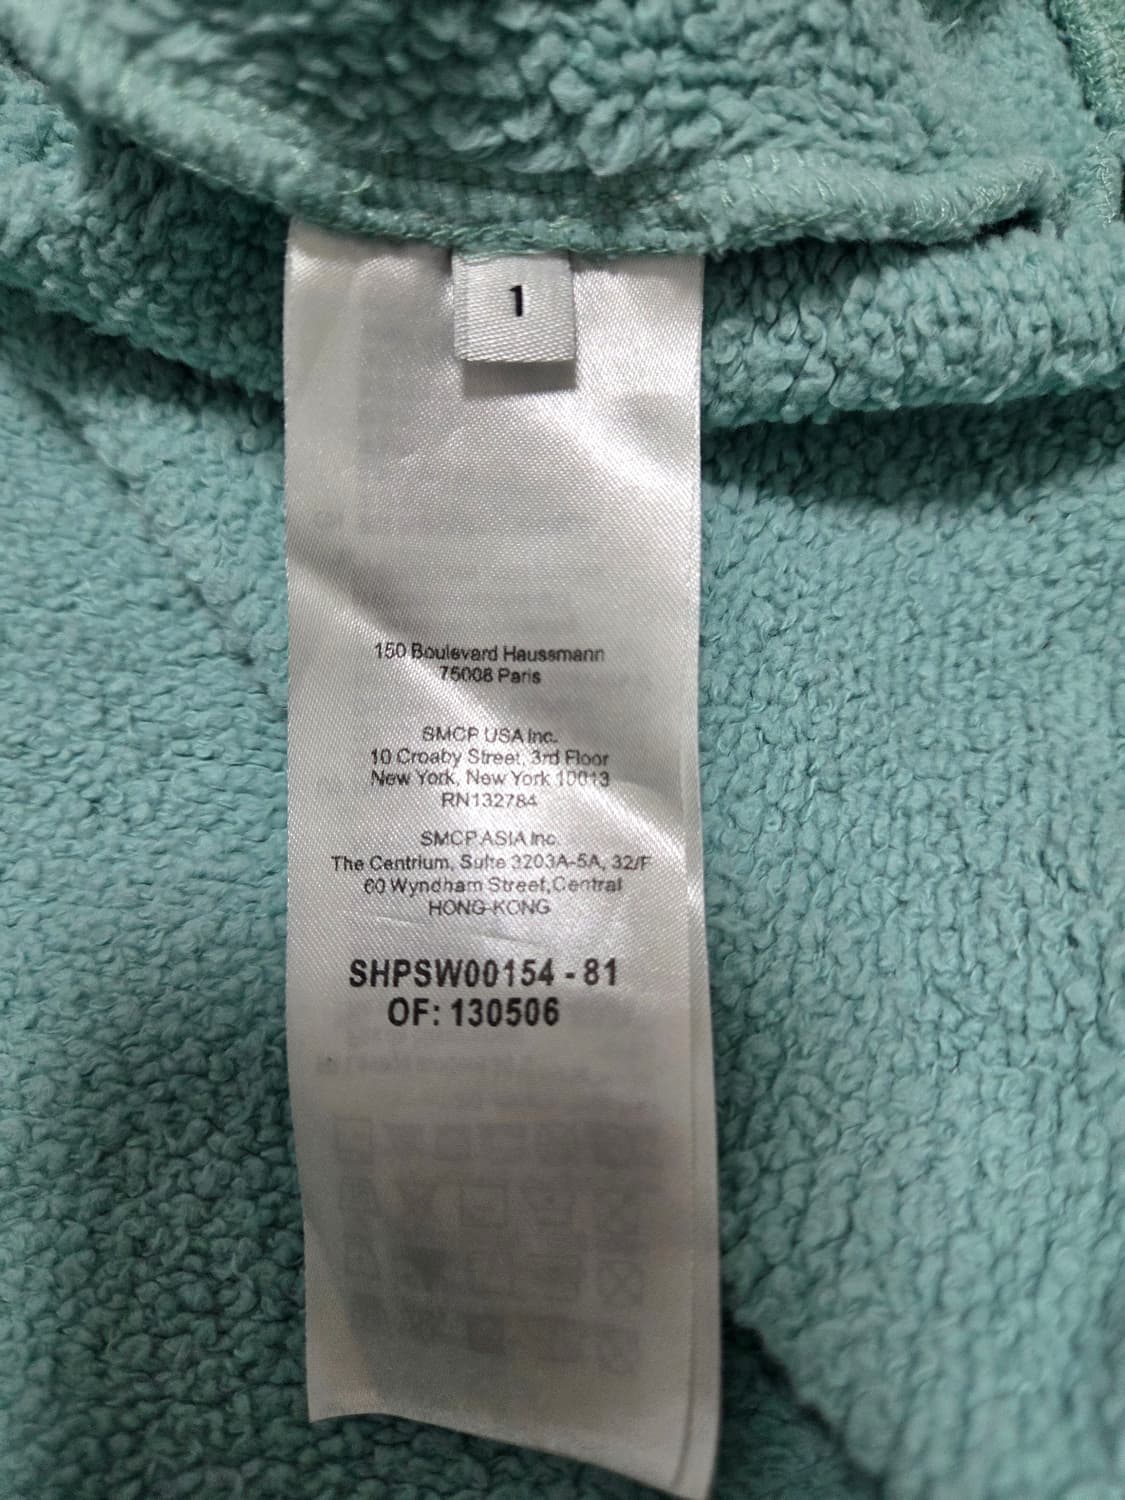 1
150 Boulevard Haussmann
75008 Paris
SMCP USA Inc.
10 Crosby Street, 3rd Floor
New York, New York 10013
RN132784
SMCP ASIA Inc.
The Centrium, Suite 3203A-5A, 32/F
60 Wyndham Street,Central
HONG-KONG
SHPSW00154 - 81
OF: 130506